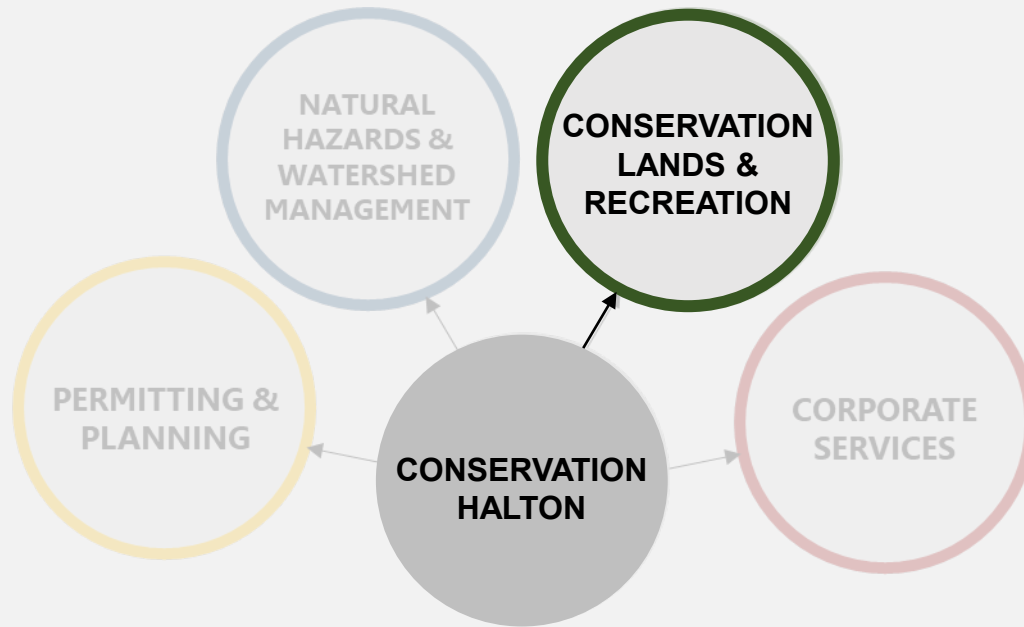 NATURAL
HAZARDS &
WATERSHED
MANAGEMENT
CONSERVATION
LANDS &
RECREATION
PERMITTING &
PLANNING
CONSERVATION
HALTON
CORPORATE
SERVICES